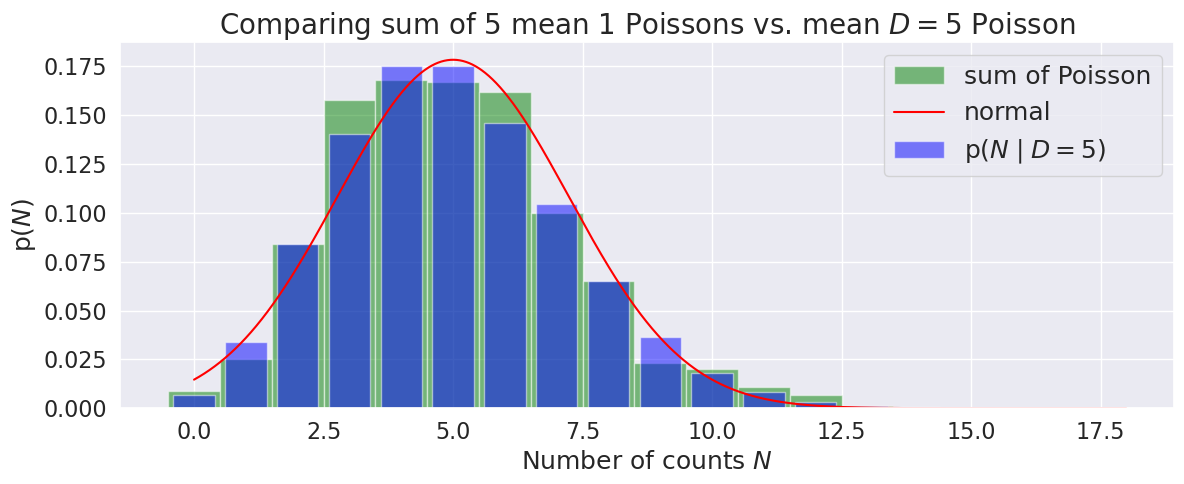 Comparing sum of 5 mean 1 Poissons vs. mean D = 5 Poisson
sum of Poisson
normal
p(N | D = 5)
p(N)
0.175
0.150
0.125
0.100
0.075
0.050
0.025
0.000
0.0 2.5 5.0 7.5 10.0 12.5 15.0 17.5
Number of counts N